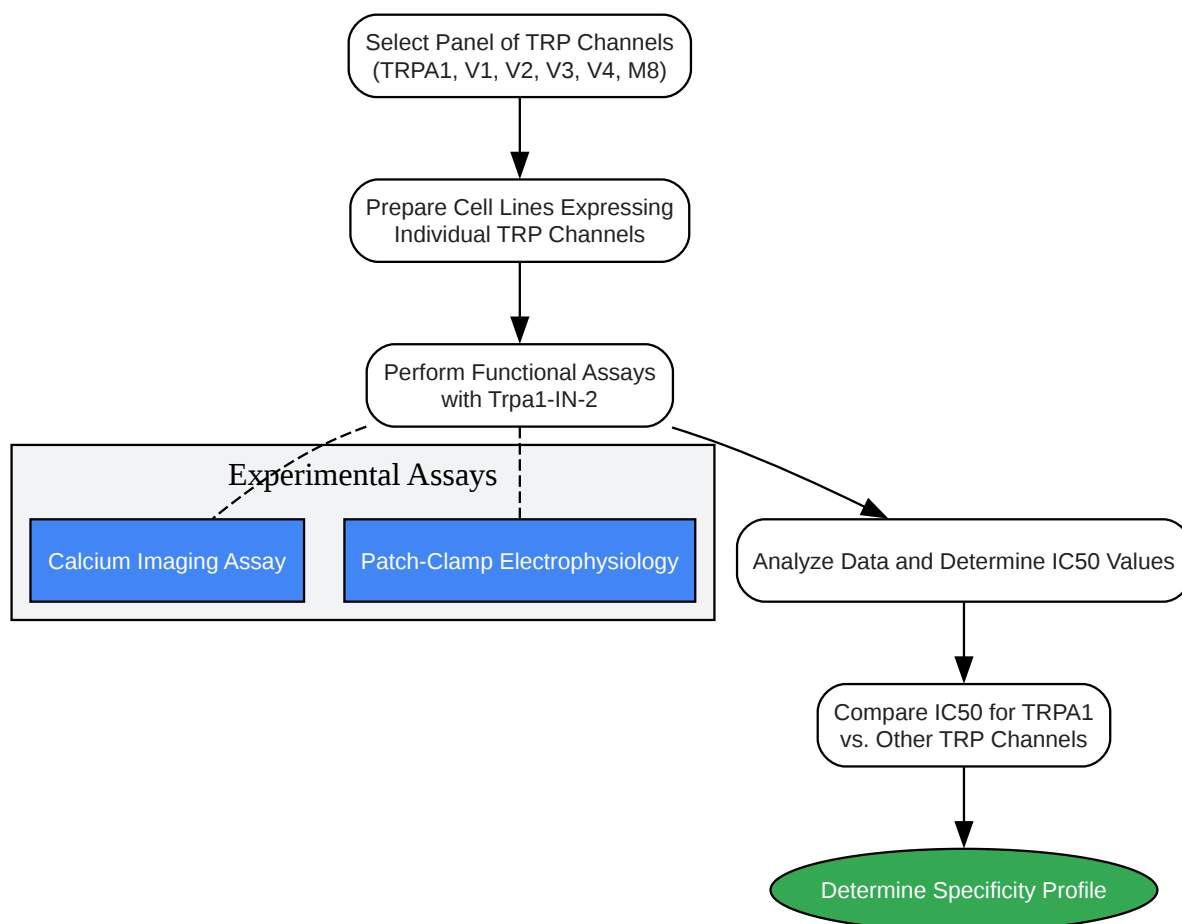 Select Panel of TRP Channels
(TRPA1, V1, V2, V3, V4, M8)
Prepare Cell Lines Expressing
Individual TRP Channels
Perform Functional Assays
with Trpa1-IN-2
Experimental Assays
Calcium Imaging Assay
Patch-Clamp Electrophysiology
Analyze Data and Determine IC50 Values
Compare IC50 for TRPA1
vs. Other TRP Channels
Determine Specificity Profile